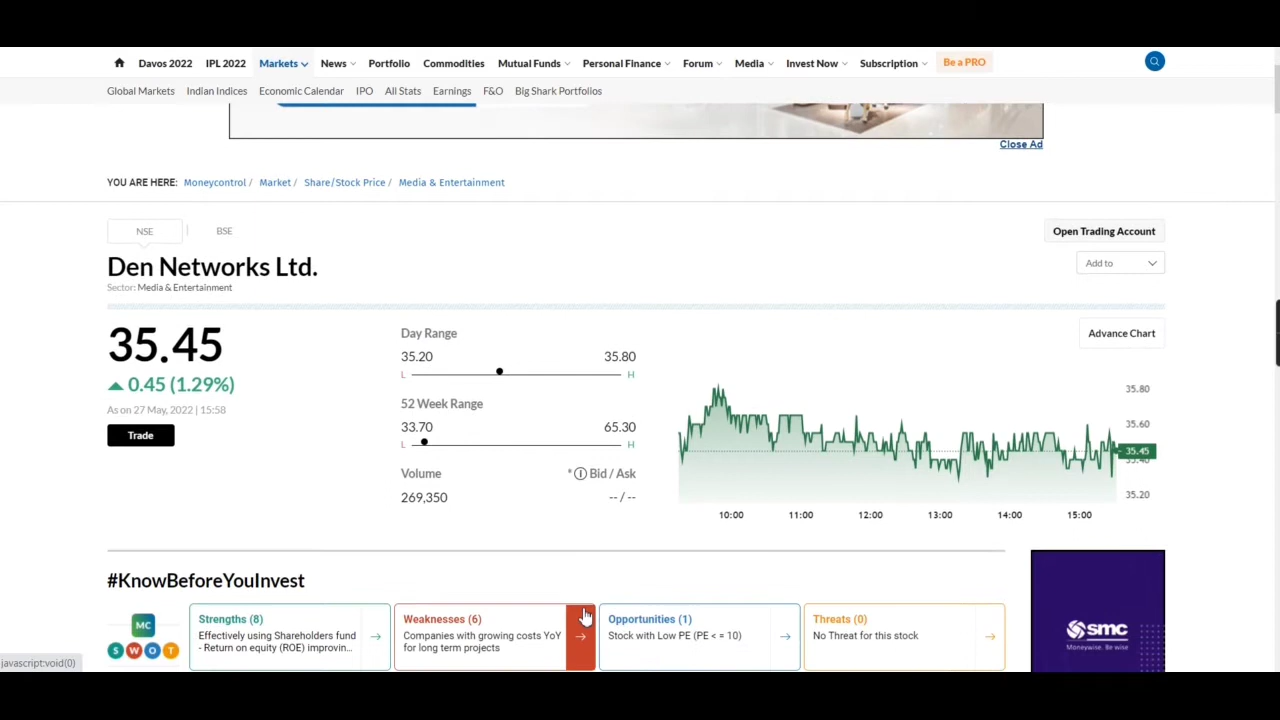 Davos 2022 IPL 2022 Markets News Portfolio Commodities Mutual Funds Personal Finance Forum Media Invest Now Subscription Be a PRO
Global Markets Indian Indices Economic Calendar IPO All Stats Earnings F&O Big Shark Portfolios
Close Ad
YOU ARE HERE: Moneycontrol / Market / Share/Stock Price / Media & Entertainment
NSE BSE
Open Trading Account
Den Networks Ltd.
Add to
Sector: Media & Entertainment
35.45
0.45 (1.29%)
As on 27 May, 2022 | 15:58
Trade
Day Range
35.20 35.80
L H
52 Week Range
33.70 65.30
L H
Volume * i Bid / Ask
269,350 -- / --
Advance Chart
35.80
35.60
35.45
35.40
35.20
10:00 11:00 12:00 13:00 14:00 15:00
#KnowBeforeYouInvest
MC
S W O T
Strengths (8)
Effectively using Shareholders fund
- Return on equity (ROE) improvin...
Weaknesses (6)
Companies with growing costs YoY
for long term projects
Opportunities (1)
Stock with Low PE (PE < = 10)
Threats (0)
No Threat for this stock
smc
Moneywise. Be wise
javascript:void(0)